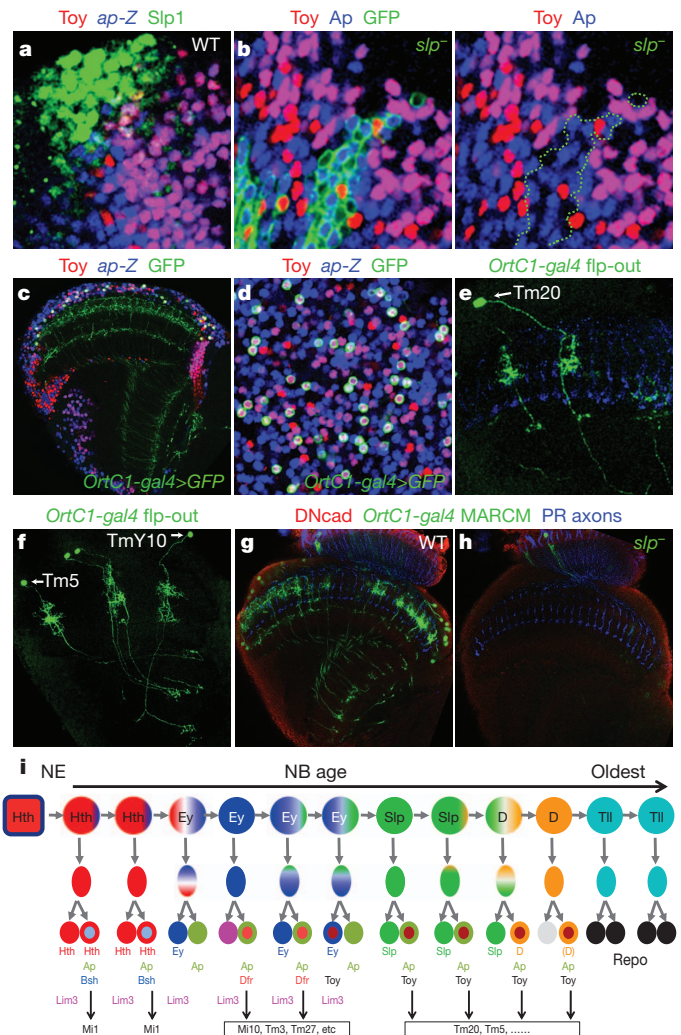 Toy ap-Z Slp1
Toy Ap GFP
Toy Ap
a
WT
b
slp⁻
slp⁻
Toy ap-Z GFP
Toy ap-Z GFP
OrtC1-gal4 flp-out
c
OrtC1-gal4>GFP
d
OrtC1-gal4>GFP
e
Tm20
OrtC1-gal4 flp-out
DNcad OrtC1-gal4 MARCM PR axons
f
TmY10
Tm5
g
WT
h
slp⁻
i
NE
NB age
Oldest
Hth Hth Hth Ey Ey Ey Ey Slp Slp D D Tll Tll
Hth Hth Hth Hth Ey Ey Ey Slp Slp Slp D (D)
Repo
Ap Ap Ap Ap Ap Ap Ap Ap Ap Ap
Bsh Bsh Dfr Dfr Toy Toy Toy Toy Toy
Lim3 Lim3 Lim3 Lim3 Lim3
Mi1 Mi1 Mi10, Tm3, Tm27, etc Tm20, Tm5, ......